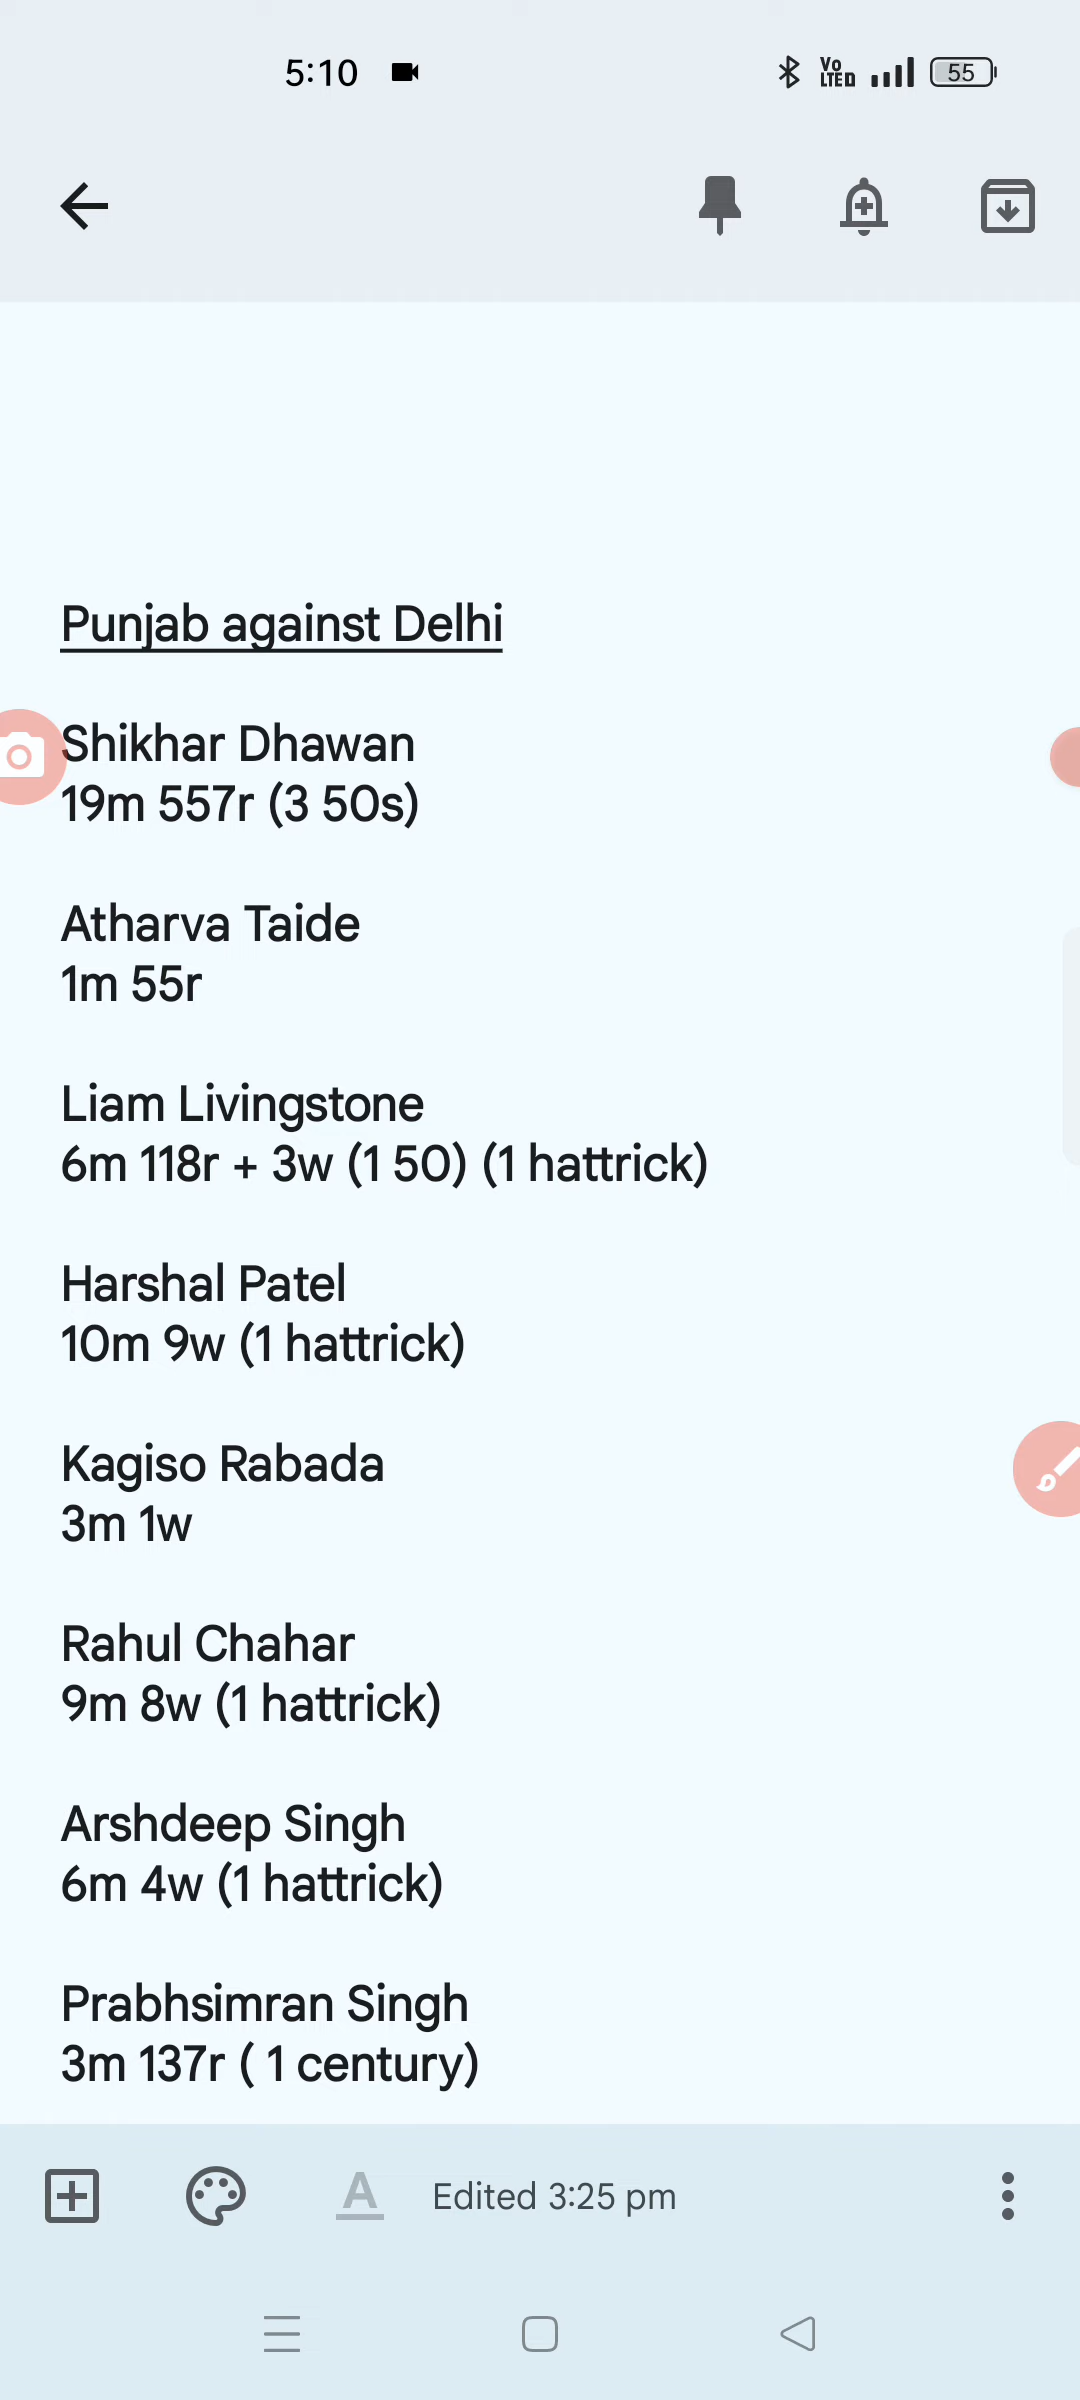 5:10
Vo
LTE D
55
Punjab against Delhi
Shikhar Dhawan
19m 557r (3 50s)
Atharva Taide
1m 55r
Liam Livingstone
6m 118r + 3w (1 50) (1 hattrick)
Harshal Patel
10m 9w (1 hattrick)
Kagiso Rabada
3m 1w
Rahul Chahar
9m 8w (1 hattrick)
Arshdeep Singh
6m 4w (1 hattrick)
Prabhsimran Singh
3m 137r ( 1 century)
A
Edited 3:25 pm